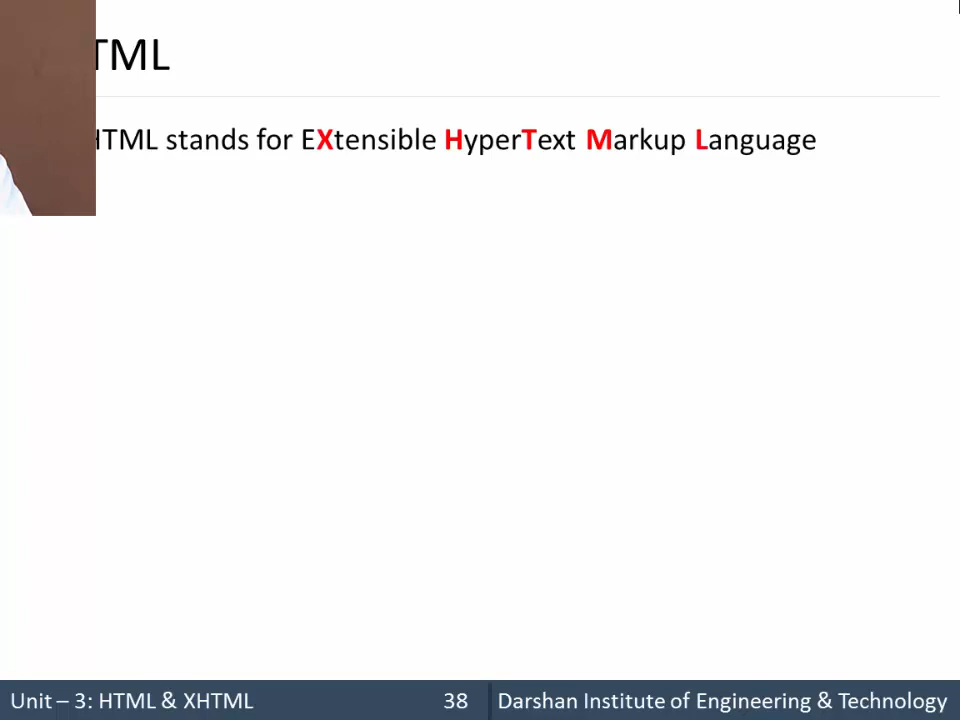 TML
HTML stands for EXtensible HyperText Markup Language
Unit – 3: HTML & XHTML 38 Darshan Institute of Engineering & Technology